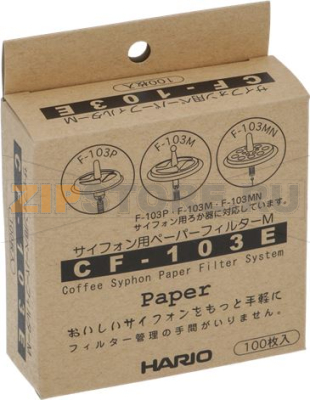 100枚入
サイフォン用ペーパーフィルターM
CF-103E
F-103P
F-103M
F-103MN
F-103P・F-103M・F-103MN
サイフォン用ろか器に対応しています。
サイフォン用ペーパーフィルターM
CF-103E
Coffee Syphon Paper Filter System
Paper
おいしいサイフォンをもっと手軽に
フィルター管理の手間がいりません。
HARIO
100枚入
CF-103E